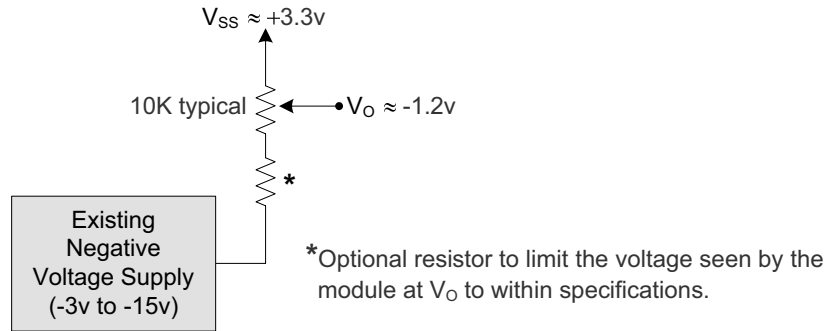 V_SS ≈ +3.3v
10K typical
V_O ≈ -1.2v
*
Existing
Negative
Voltage Supply
(-3v to -15v)
*Optional resistor to limit the voltage seen by the
module at V_O to within specifications.